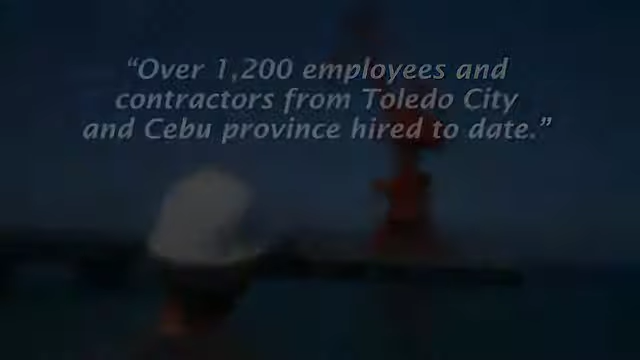 “Over 1,200 employees and
contractors from Toledo City
and Cebu province hired to date.”